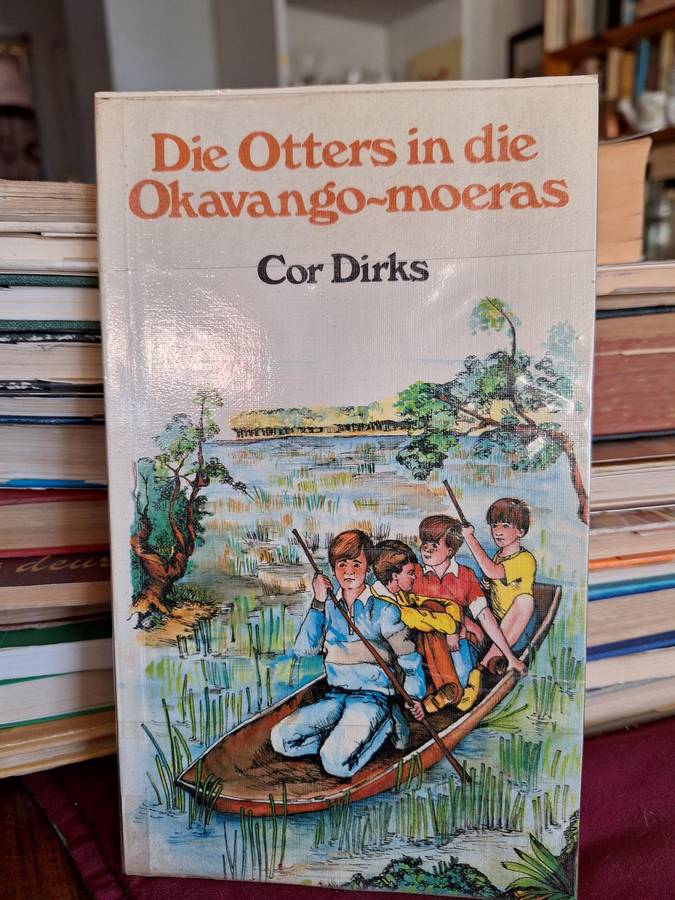 Die Otters in die
Okavango~moeras
Cor Dirks
deur